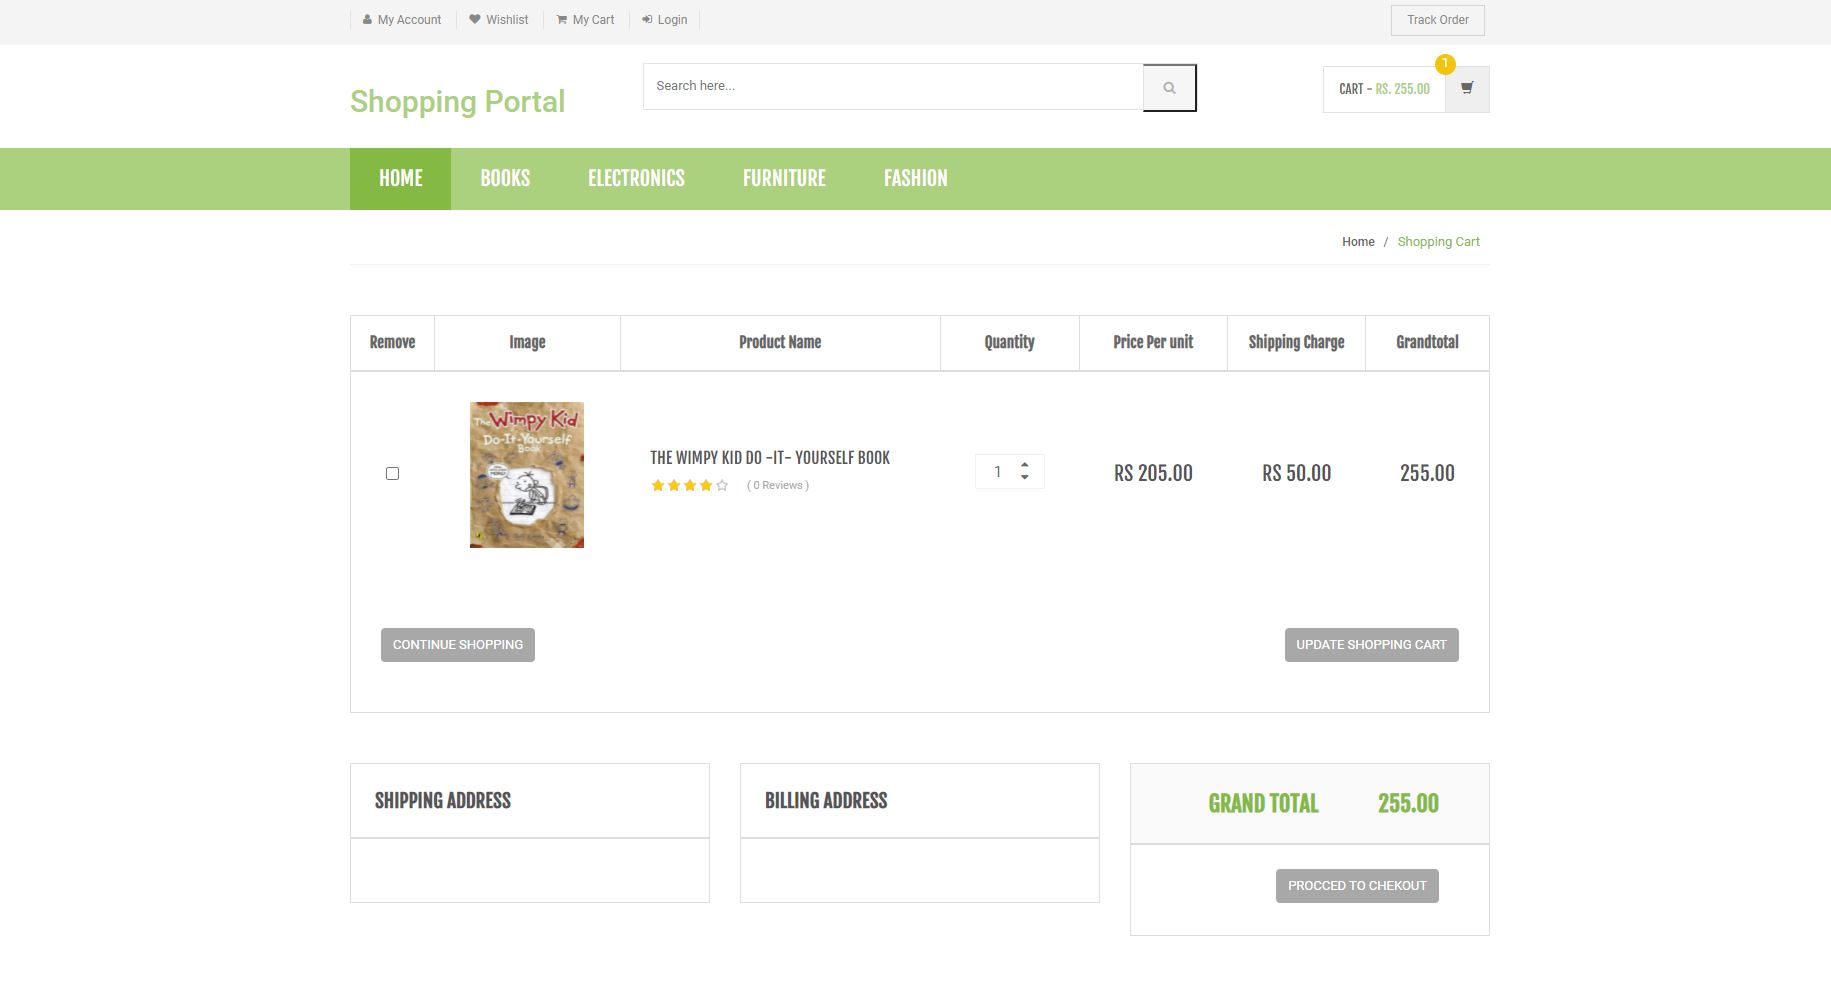 My Account
Wishlist
My Cart
Login
Track Order
Shopping Portal
Search here...
CART - RS. 255.00
1
HOME
BOOKS
ELECTRONICS
FURNITURE
FASHION
Home / Shopping Cart
Remove
Image
Product Name
Quantity
Price Per unit
Shipping Charge
Grandtotal
The Wimpy Kid
Do-It-Yourself
Book
THE WIMPY KID DO -IT- YOURSELF BOOK
( 0 Reviews )
1
RS 205.00
RS 50.00
255.00
CONTINUE SHOPPING
UPDATE SHOPPING CART
SHIPPING ADDRESS
BILLING ADDRESS
GRAND TOTAL 255.00
PROCCED TO CHEKOUT